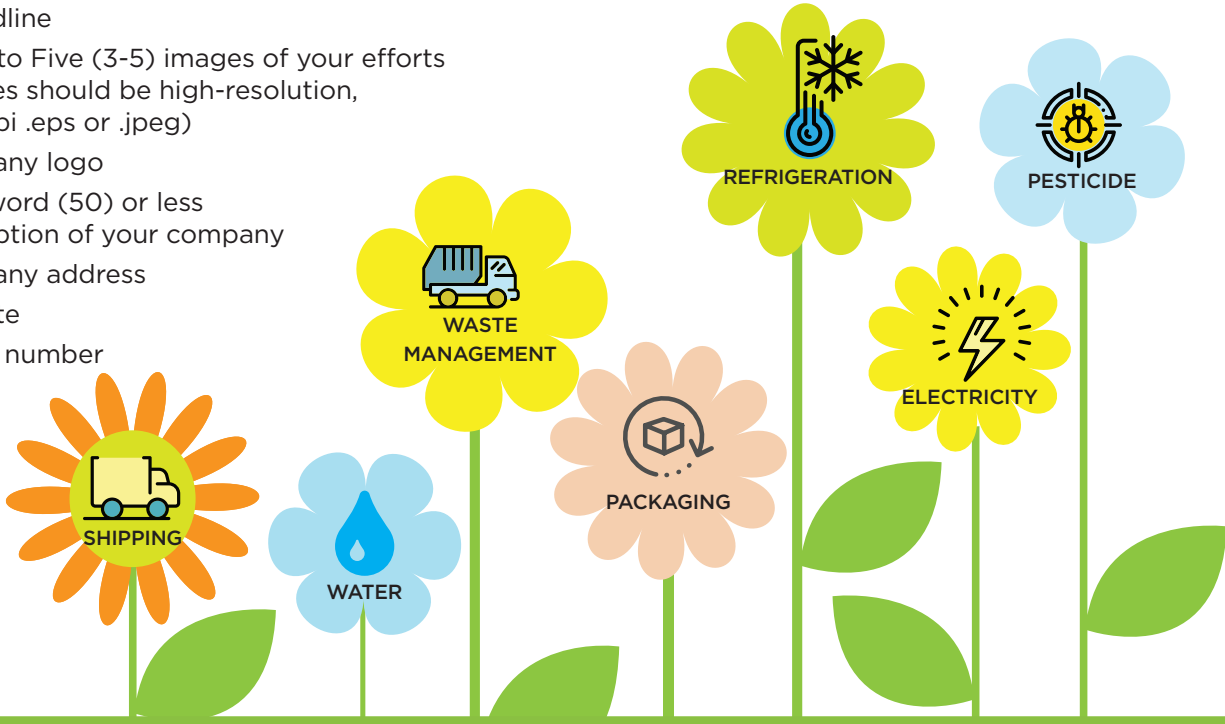 dline
to Five (3-5) images of your efforts
es should be high-resolution,
pi .eps or .jpeg)
any logo
word (50) or less
ption of your company
any address
te
number
REFRIGERATION
PESTICIDE
WASTE
MANAGEMENT
ELECTRICITY
PACKAGING
SHIPPING
WATER